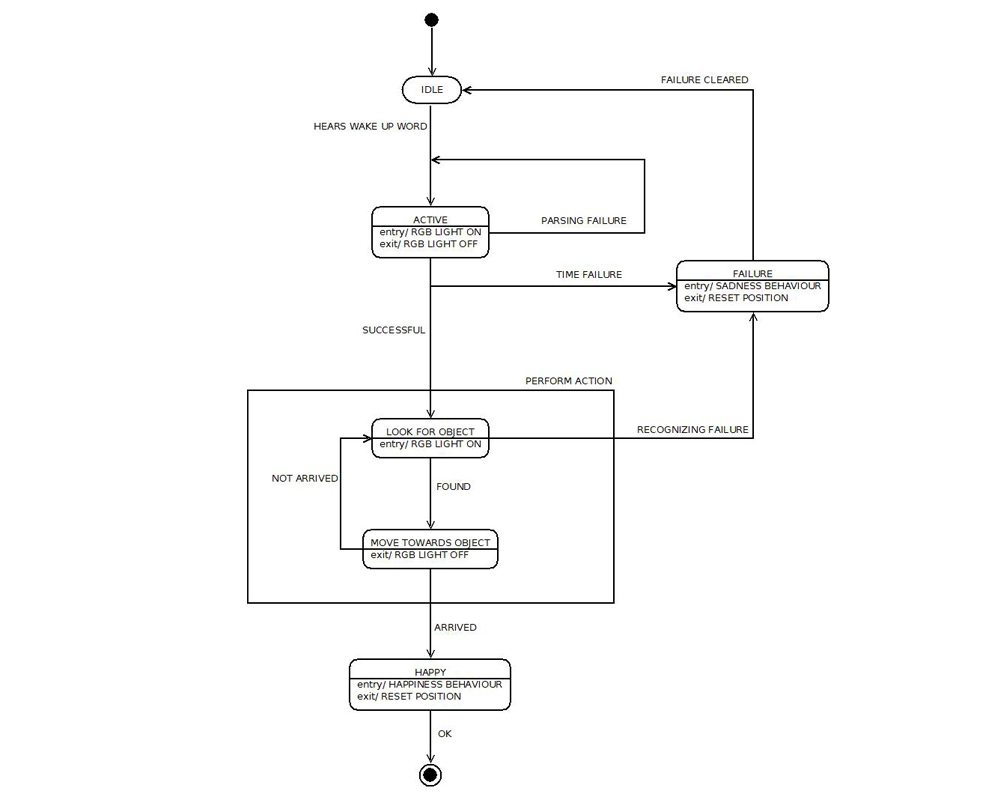 IDLE
FAILURE CLEARED
HEARS WAKE UP WORD
ACTIVE
entry/ RGB LIGHT ON
exit/ RGB LIGHT OFF
PARSING FAILURE
TIME FAILURE
FAILURE
entry/ SADNESS BEHAVIOUR
exit/ RESET POSITION
SUCCESSFUL
PERFORM ACTION
LOOK FOR OBJECT
entry/ RGB LIGHT ON
RECOGNIZING FAILURE
NOT ARRIVED
FOUND
MOVE TOWARDS OBJECT
exit/ RGB LIGHT OFF
ARRIVED
HAPPY
entry/ HAPPINESS BEHAVIOUR
exit/ RESET POSITION
OK